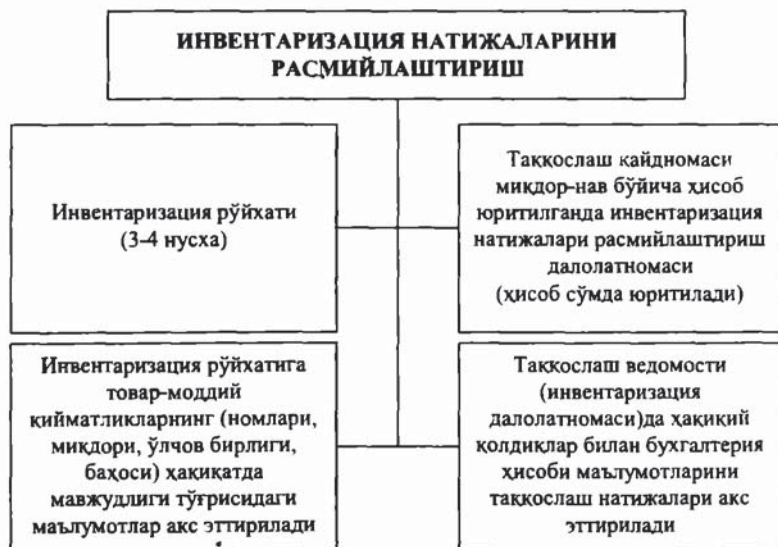 ИНВЕНТАРИЗАЦИЯ НАТИЖАЛАРИНИ
РАСМИЙЛАШТИРИШ
Инвентаризация рўйхати
(3-4 нусха)
Таққослаш қайдномаси
миқдор-нав бўйича ҳисоб
юритилганда инвентаризация
натижалари расмийлаштириш
далолатномаси
(ҳисоб сўмда юритилади)
Инвентаризация рўйхатига
товар-моддий
қийматликларнинг (номлари,
миқдори, ўлчов бирлиги,
баҳоси) ҳақиқатда
мавжудлиги тўғрисидаги
маълумотлар акс эттирилади
Таққослаш ведомости
(инвентаризация
далолатномаси)да ҳақиқий
қолдиқлар билан бухгалтерия
ҳисоби маълумотларини
таққослаш натижалари акс
эттирилади